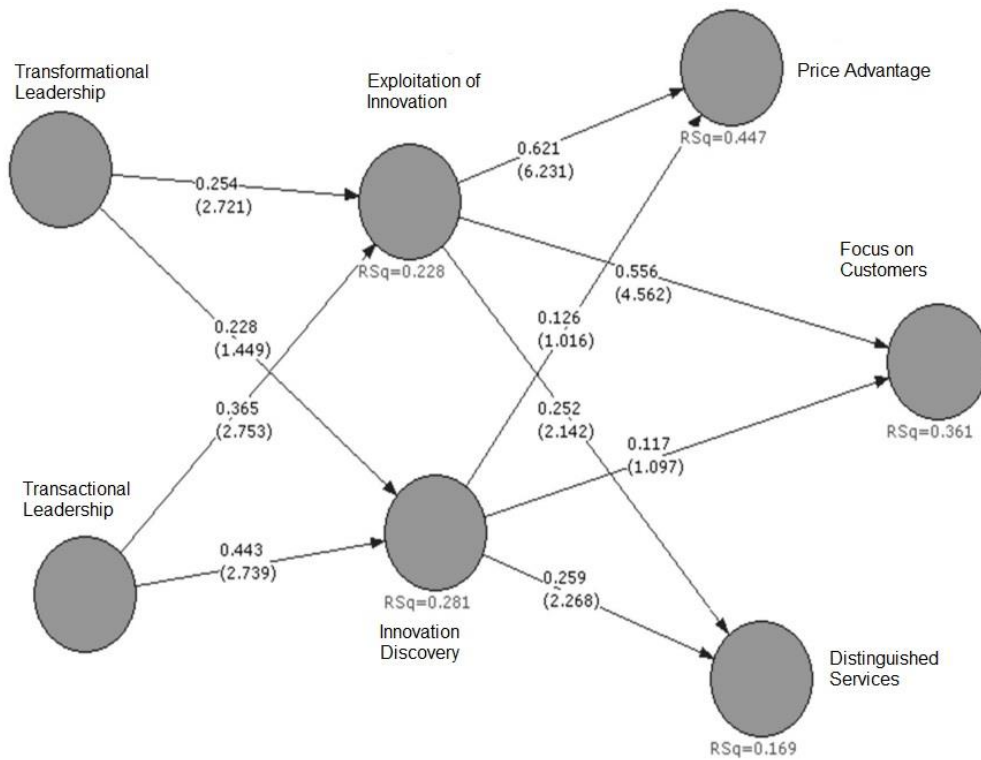 Transformational
Leadership
Exploitation of
Innovation
Price Advantage
RSq=0.447
0.621
(6.231)
0.254
(2.721)
RSq=0.228
Focus on
Customers
0.556
(4.562)
0.126
(1.016)
0.228
(1.449)
0.365
(2.753)
0.252
(2.142)
RSq=0.361
0.117
(1.097)
Transactional
Leadership
0.443
(2.739)
0.259
(2.268)
RSq=0.281
Innovation
Discovery
Distinguished
Services
RSq=0.169